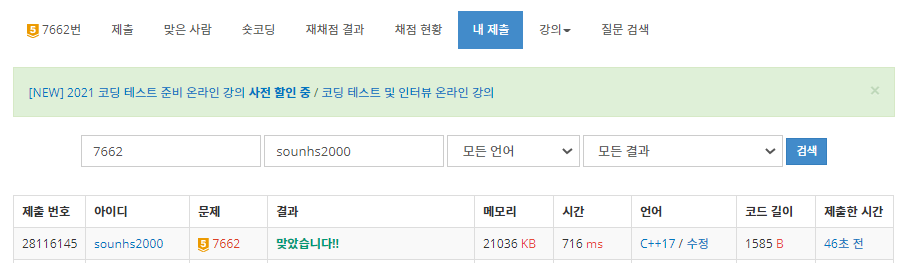 5 7662번 제출 맞은 사람 숏코딩 재채점 결과 채점 현황 내 제출 강의 질문 검색
[NEW] 2021 코딩 테스트 준비 온라인 강의 사전 할인 중 / 코딩 테스트 및 인터뷰 온라인 강의 ×
7662 sounhs2000 모든 언어 모든 결과 검색
제출 번호 아이디 문제 결과 메모리 시간 언어 코드 길이 제출한 시간
28116145 sounhs2000 5 7662 맞았습니다!! 21036 KB 716 ms C++17 / 수정 1585 B 46초 전